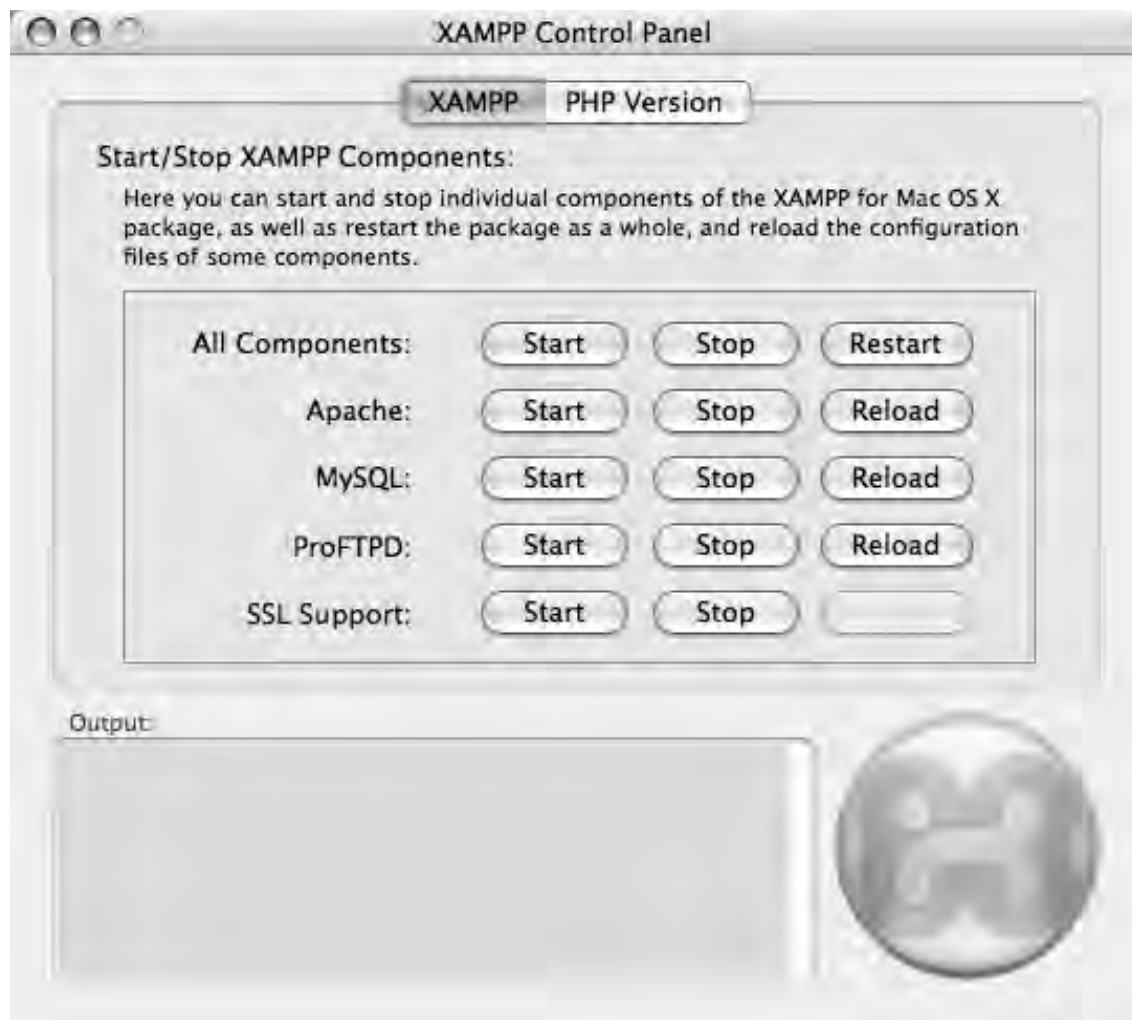 XAMPP Control Panel
XAMPP PHP Version
Start/Stop XAMPP Components:
Here you can start and stop individual components of the XAMPP for Mac OS X
package, as well as restart the package as a whole, and reload the configuration
files of some components.
All Components: Start Stop Restart
Apache: Start Stop Reload
MySQL: Start Stop Reload
ProFTPD: Start Stop Reload
SSL Support: Start Stop
Output: